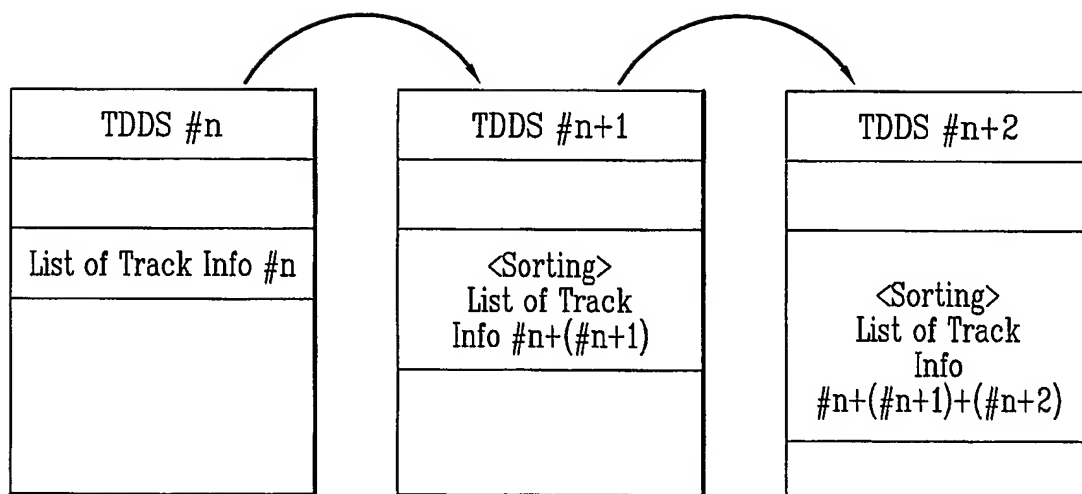 TDDS #n
List of Track Info #n
TDDS #n+1
<Sorting>
List of Track
Info #n+(#n+1)
TDDS #n+2
<Sorting>
List of Track
Info
#n+(#n+1)+(#n+2)